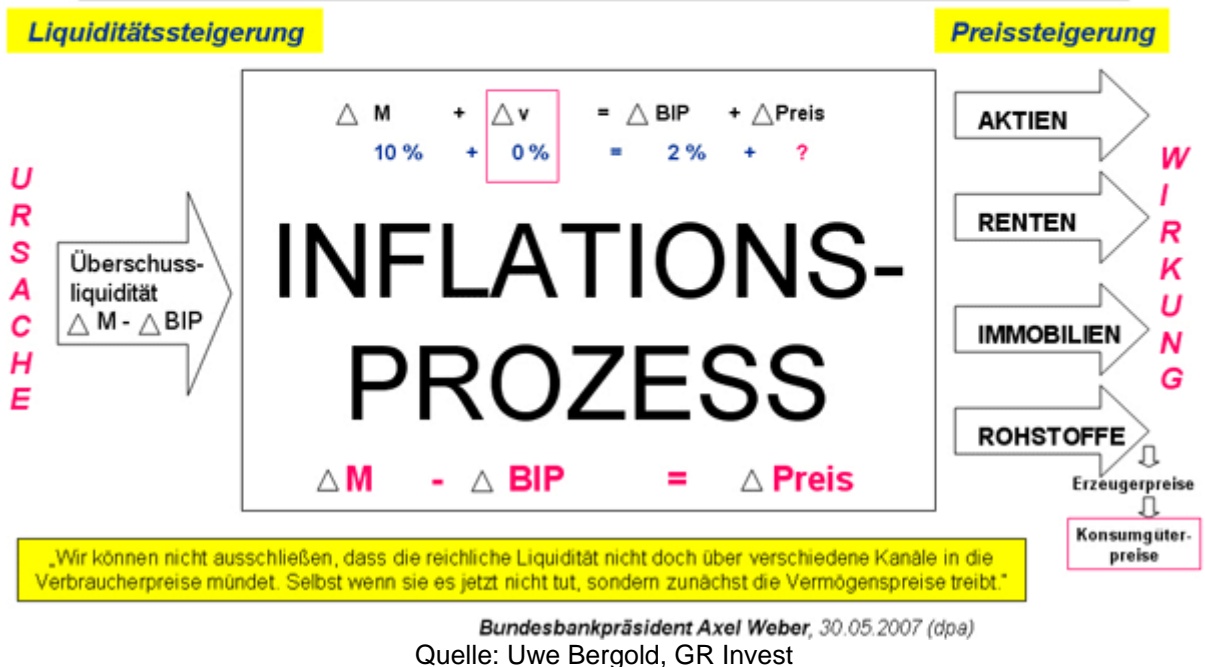 Liquiditätssteigerung
Preissteigerung
△ M + △ v = △ BIP + △Preis
10 % + 0 % = 2 % + ?
URSACHE
Überschuss-
liquidität
△ M - △ BIP
INFLATIONS-
PROZESS
△ M - △ BIP = △ Preis
AKTIEN
RENTEN
IMMOBILIEN
ROHSTOFFE
WIRKUNG
Erzeugerpreise
Konsumgüter-
preise
„Wir können nicht ausschließen, dass die reichliche Liquidität nicht doch über verschiedene Kanäle in die
Verbraucherpreise mündet. Selbst wenn sie es jetzt nicht tut, sondern zunächst die Vermögenspreise treibt."
Bundesbankpräsident Axel Weber, 30.05.2007 (dpa)
Quelle: Uwe Bergold, GR Invest